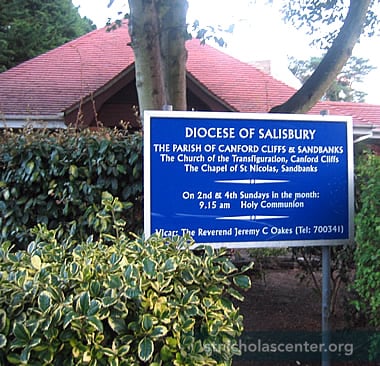 DIOCESE OF SALISBURY
THE PARISH OF CANFORD CLIFFS & SANDBANKS
The Church of the Transfiguration, Canford Cliffs
The Chapel of St Nicolas, Sandbanks
On 2nd & 4th Sundays in the month:
9.15 am Holy Communion
Vicar: The Reverend Jeremy C Oakes (Tel: 700341)
stnicholascenter.org